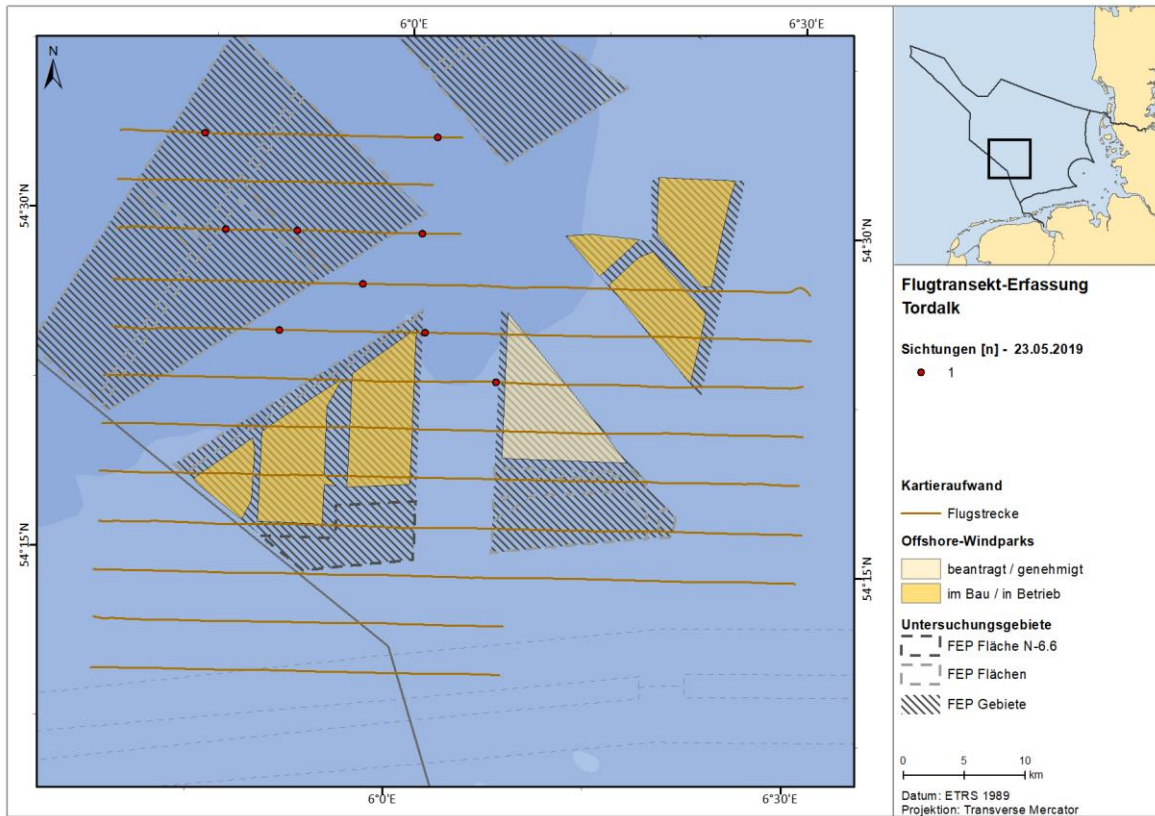 6°0'E
6°30'E
N
54°30'N
54°30'N
54°15'N
54°15'N
6°0'E
6°30'E
Flugtransekt-Erfassung
Tordalk
Sichtungen [n] - 23.05.2019
1
Kartieraufwand
Flugstrecke
Offshore-Windparks
beantragt / genehmigt
im Bau / in Betrieb
Untersuchungsgebiete
FEP Fläche N-6.6
FEP Flächen
FEP Gebiete
0 5 10
km
Datum: ETRS 1989
Projektion: Transverse Mercator